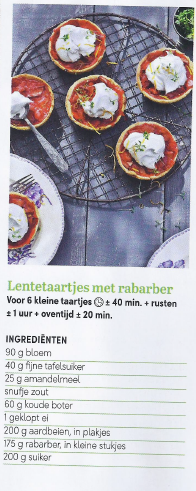 Lentetaartjes met rabarber
Voor 6 kleine taartjes ± 40 min. + rusten
± 1 uur + oventijd ± 20 min.
INGREDIËNTEN
90 g bloem
40 g fijne tafelsuiker
25 g amandelmeel
snufje zout
60 g koude boter
1 geklopt ei
200 g aardbeien, in plakjes
175 g rabarber, in kleine stukjes
200 g suiker